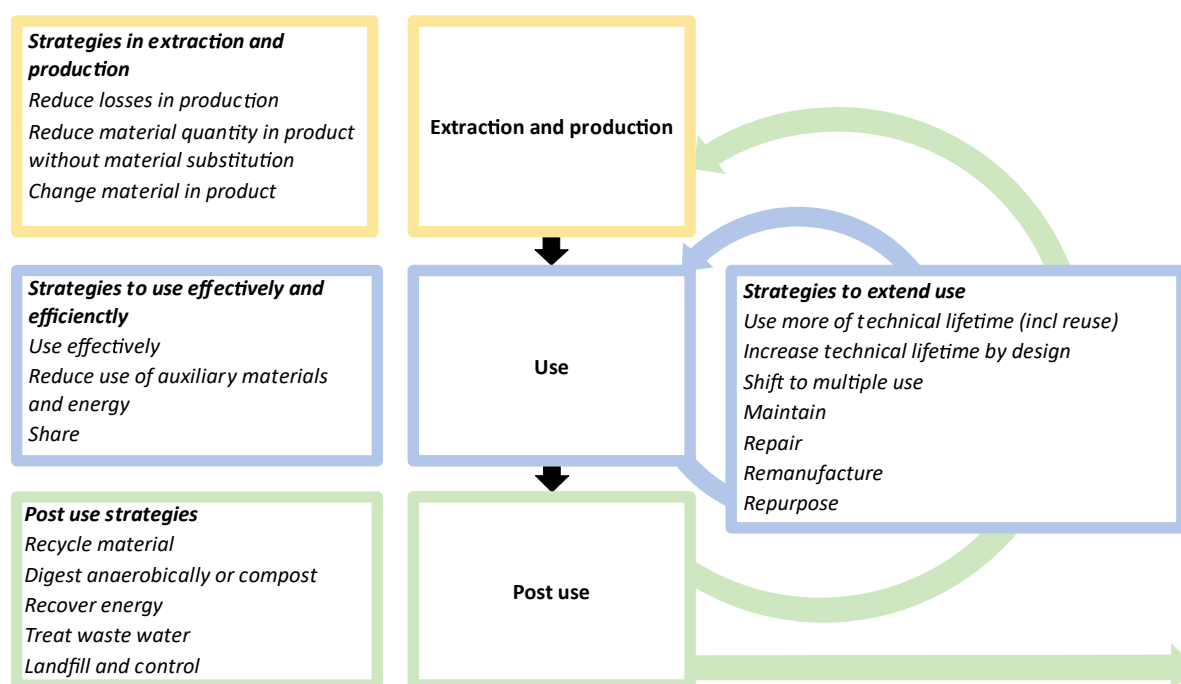 Strategies in extraction and
production
Reduce losses in production
Reduce material quantity in product
without material substitution
Change material in product
Extraction and production
Strategies to use effectively and
efficienctly
Use effectively
Reduce use of auxiliary materials
and energy
Share
Use
Strategies to extend use
Use more of technical lifetime (incl reuse)
Increase technical lifetime by design
Shift to multiple use
Maintain
Repair
Remanufacture
Repurpose
Post use strategies
Recycle material
Digest anaerobically or compost
Recover energy
Treat waste water
Landfill and control
Post use